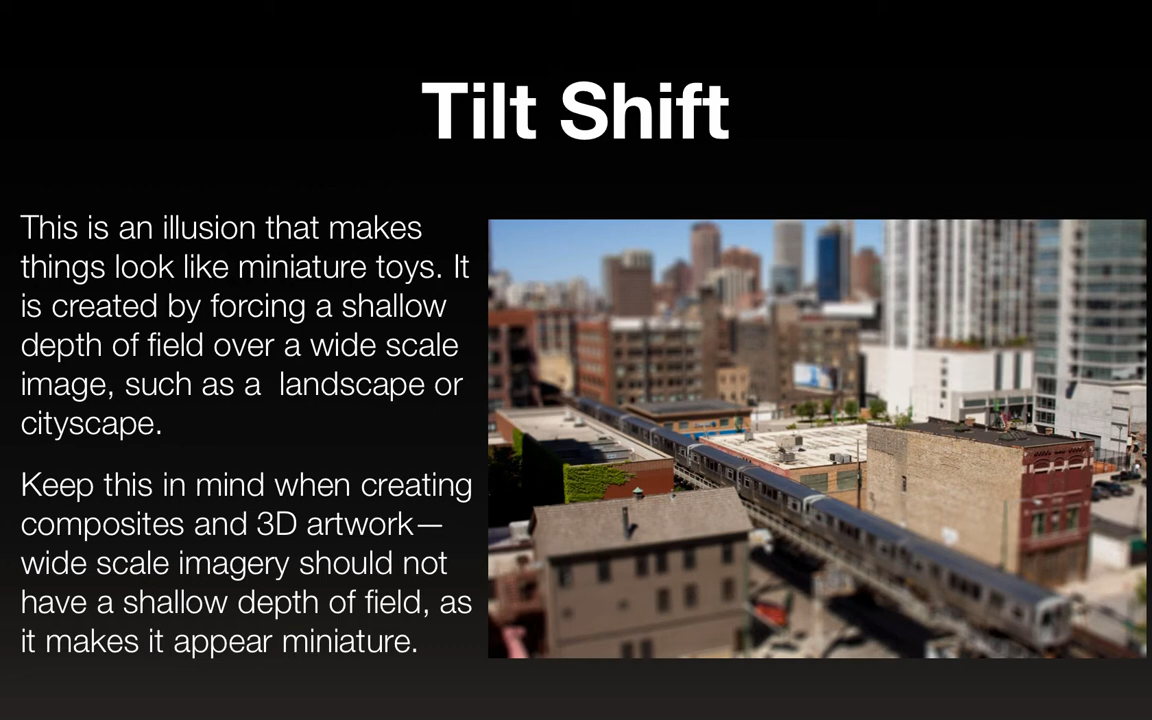 Tilt Shift
This is an illusion that makes
things look like miniature toys. It
is created by forcing a shallow
depth of field over a wide scale
image, such as a  landscape or
cityscape.
Keep this in mind when creating
composites and 3D artwork—
wide scale imagery should not
have a shallow depth of field, as
it makes it appear miniature.